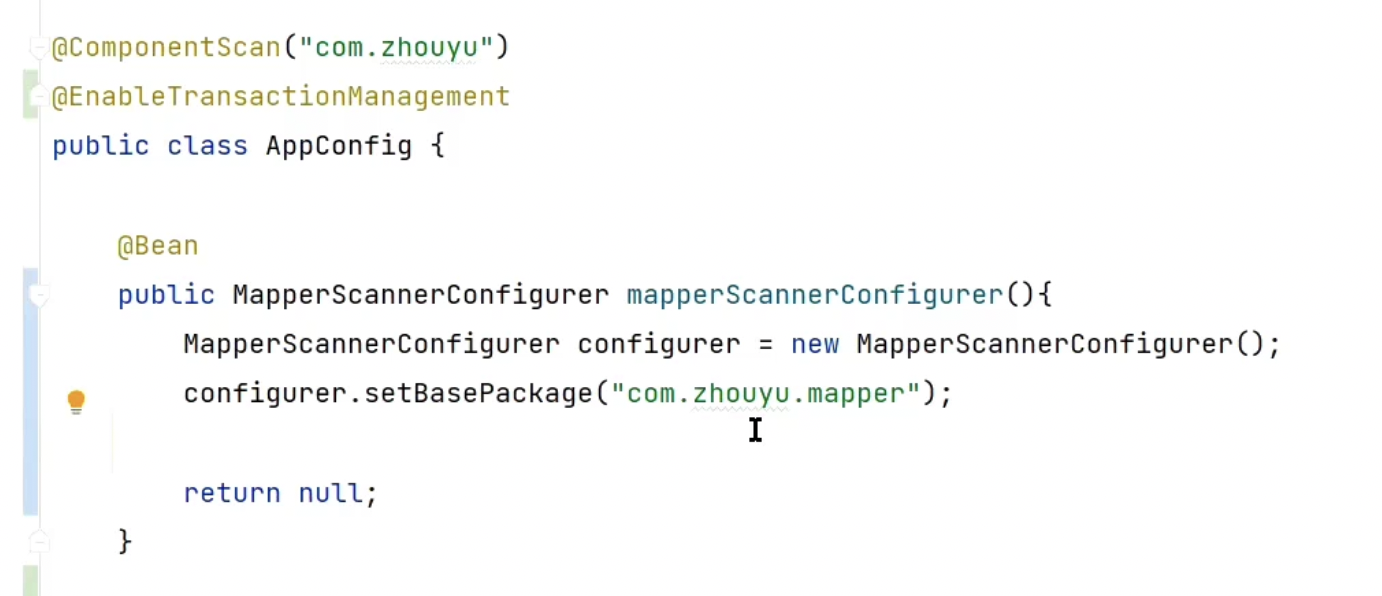 @ComponentScan("com.zhouyu")
@EnableTransactionManagement
public class AppConfig {
@Bean
public MapperScannerConfigurer mapperScannerConfigurer(){
MapperScannerConfigurer configurer = new MapperScannerConfigurer();
configurer.setBasePackage("com.zhouyu.mapper");
return null;
}